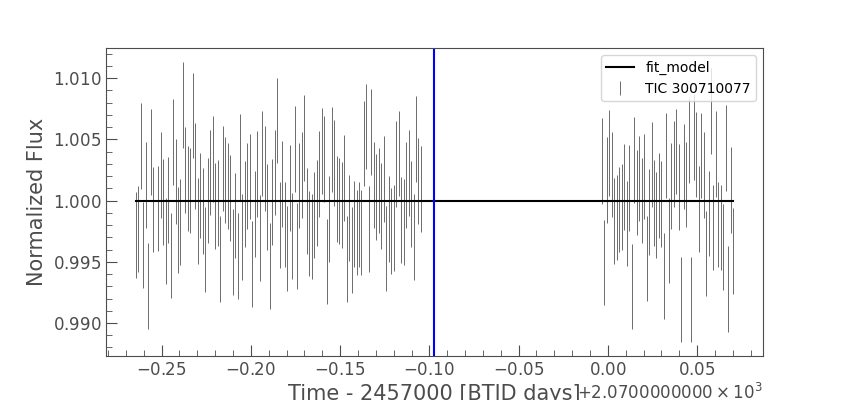 fit_model
TIC 300710077
Normalized Flux
1.010
1.005
1.000
0.995
0.990
−0.25 −0.20 −0.15 −0.10 −0.05 0.00 0.05
Time - 2457000 [BTJD days]
+2.0700000000 × 10³